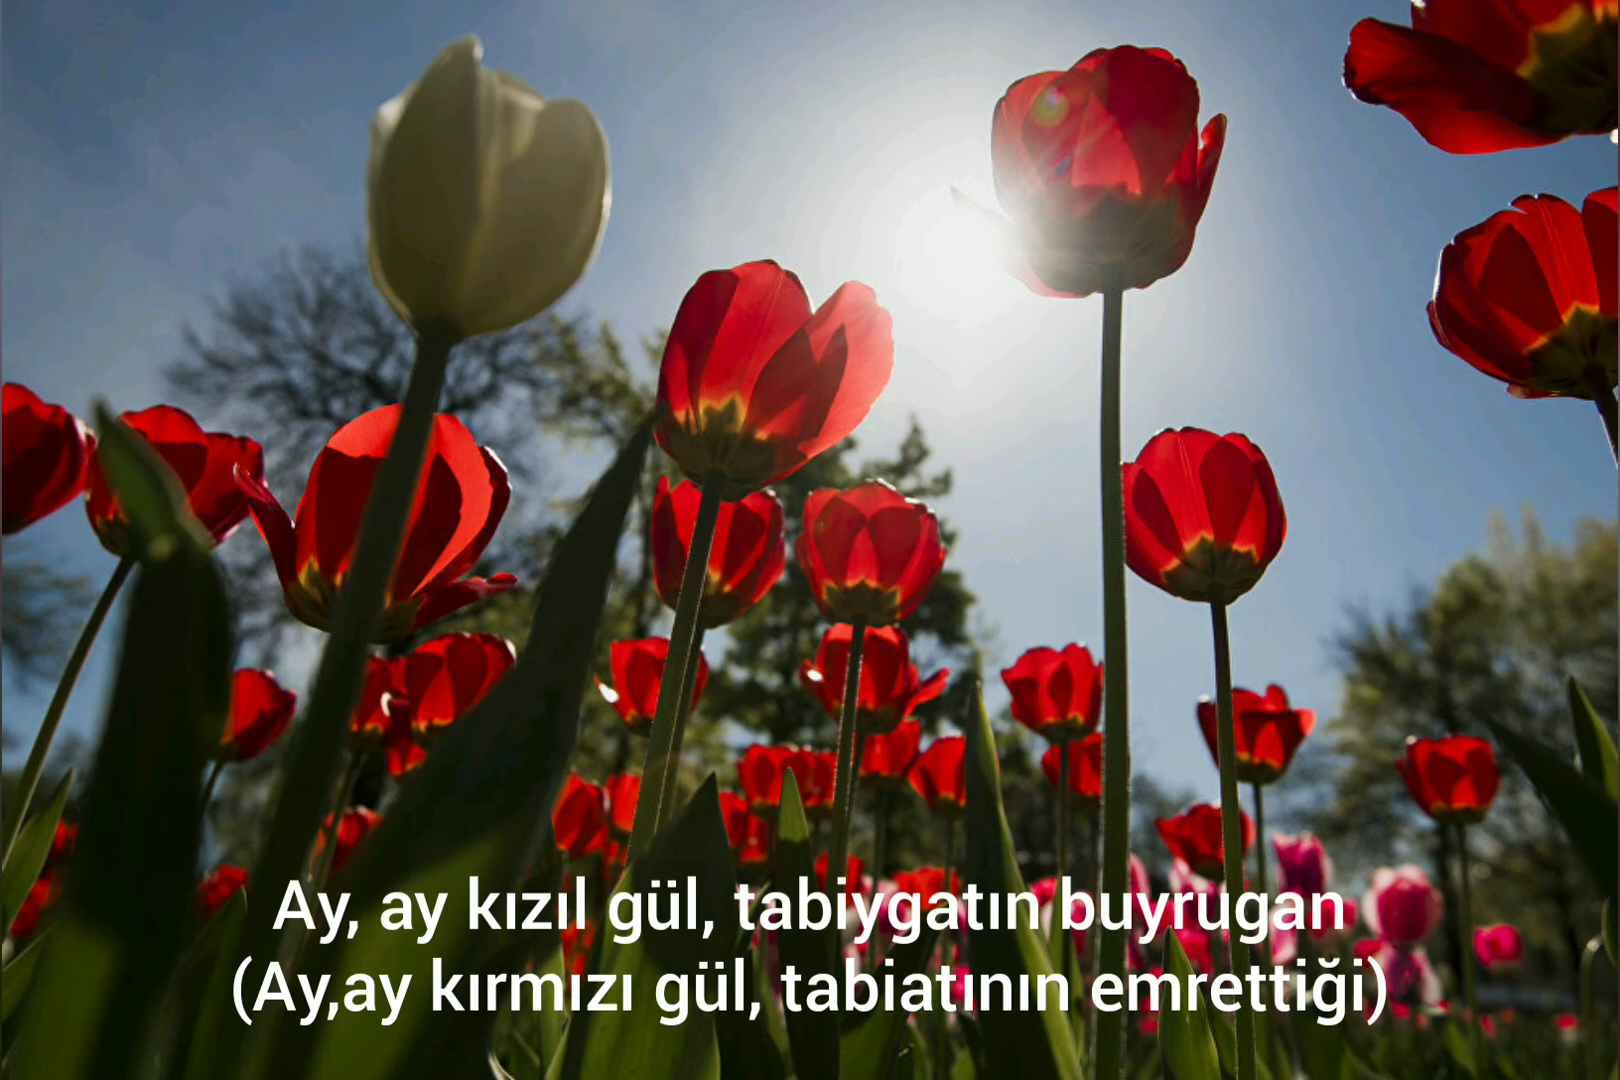 Ay, ay kızıl gül, tabiygatın buyrugan
(Ay,ay kırmızı gül, tabiatının emrettiği)